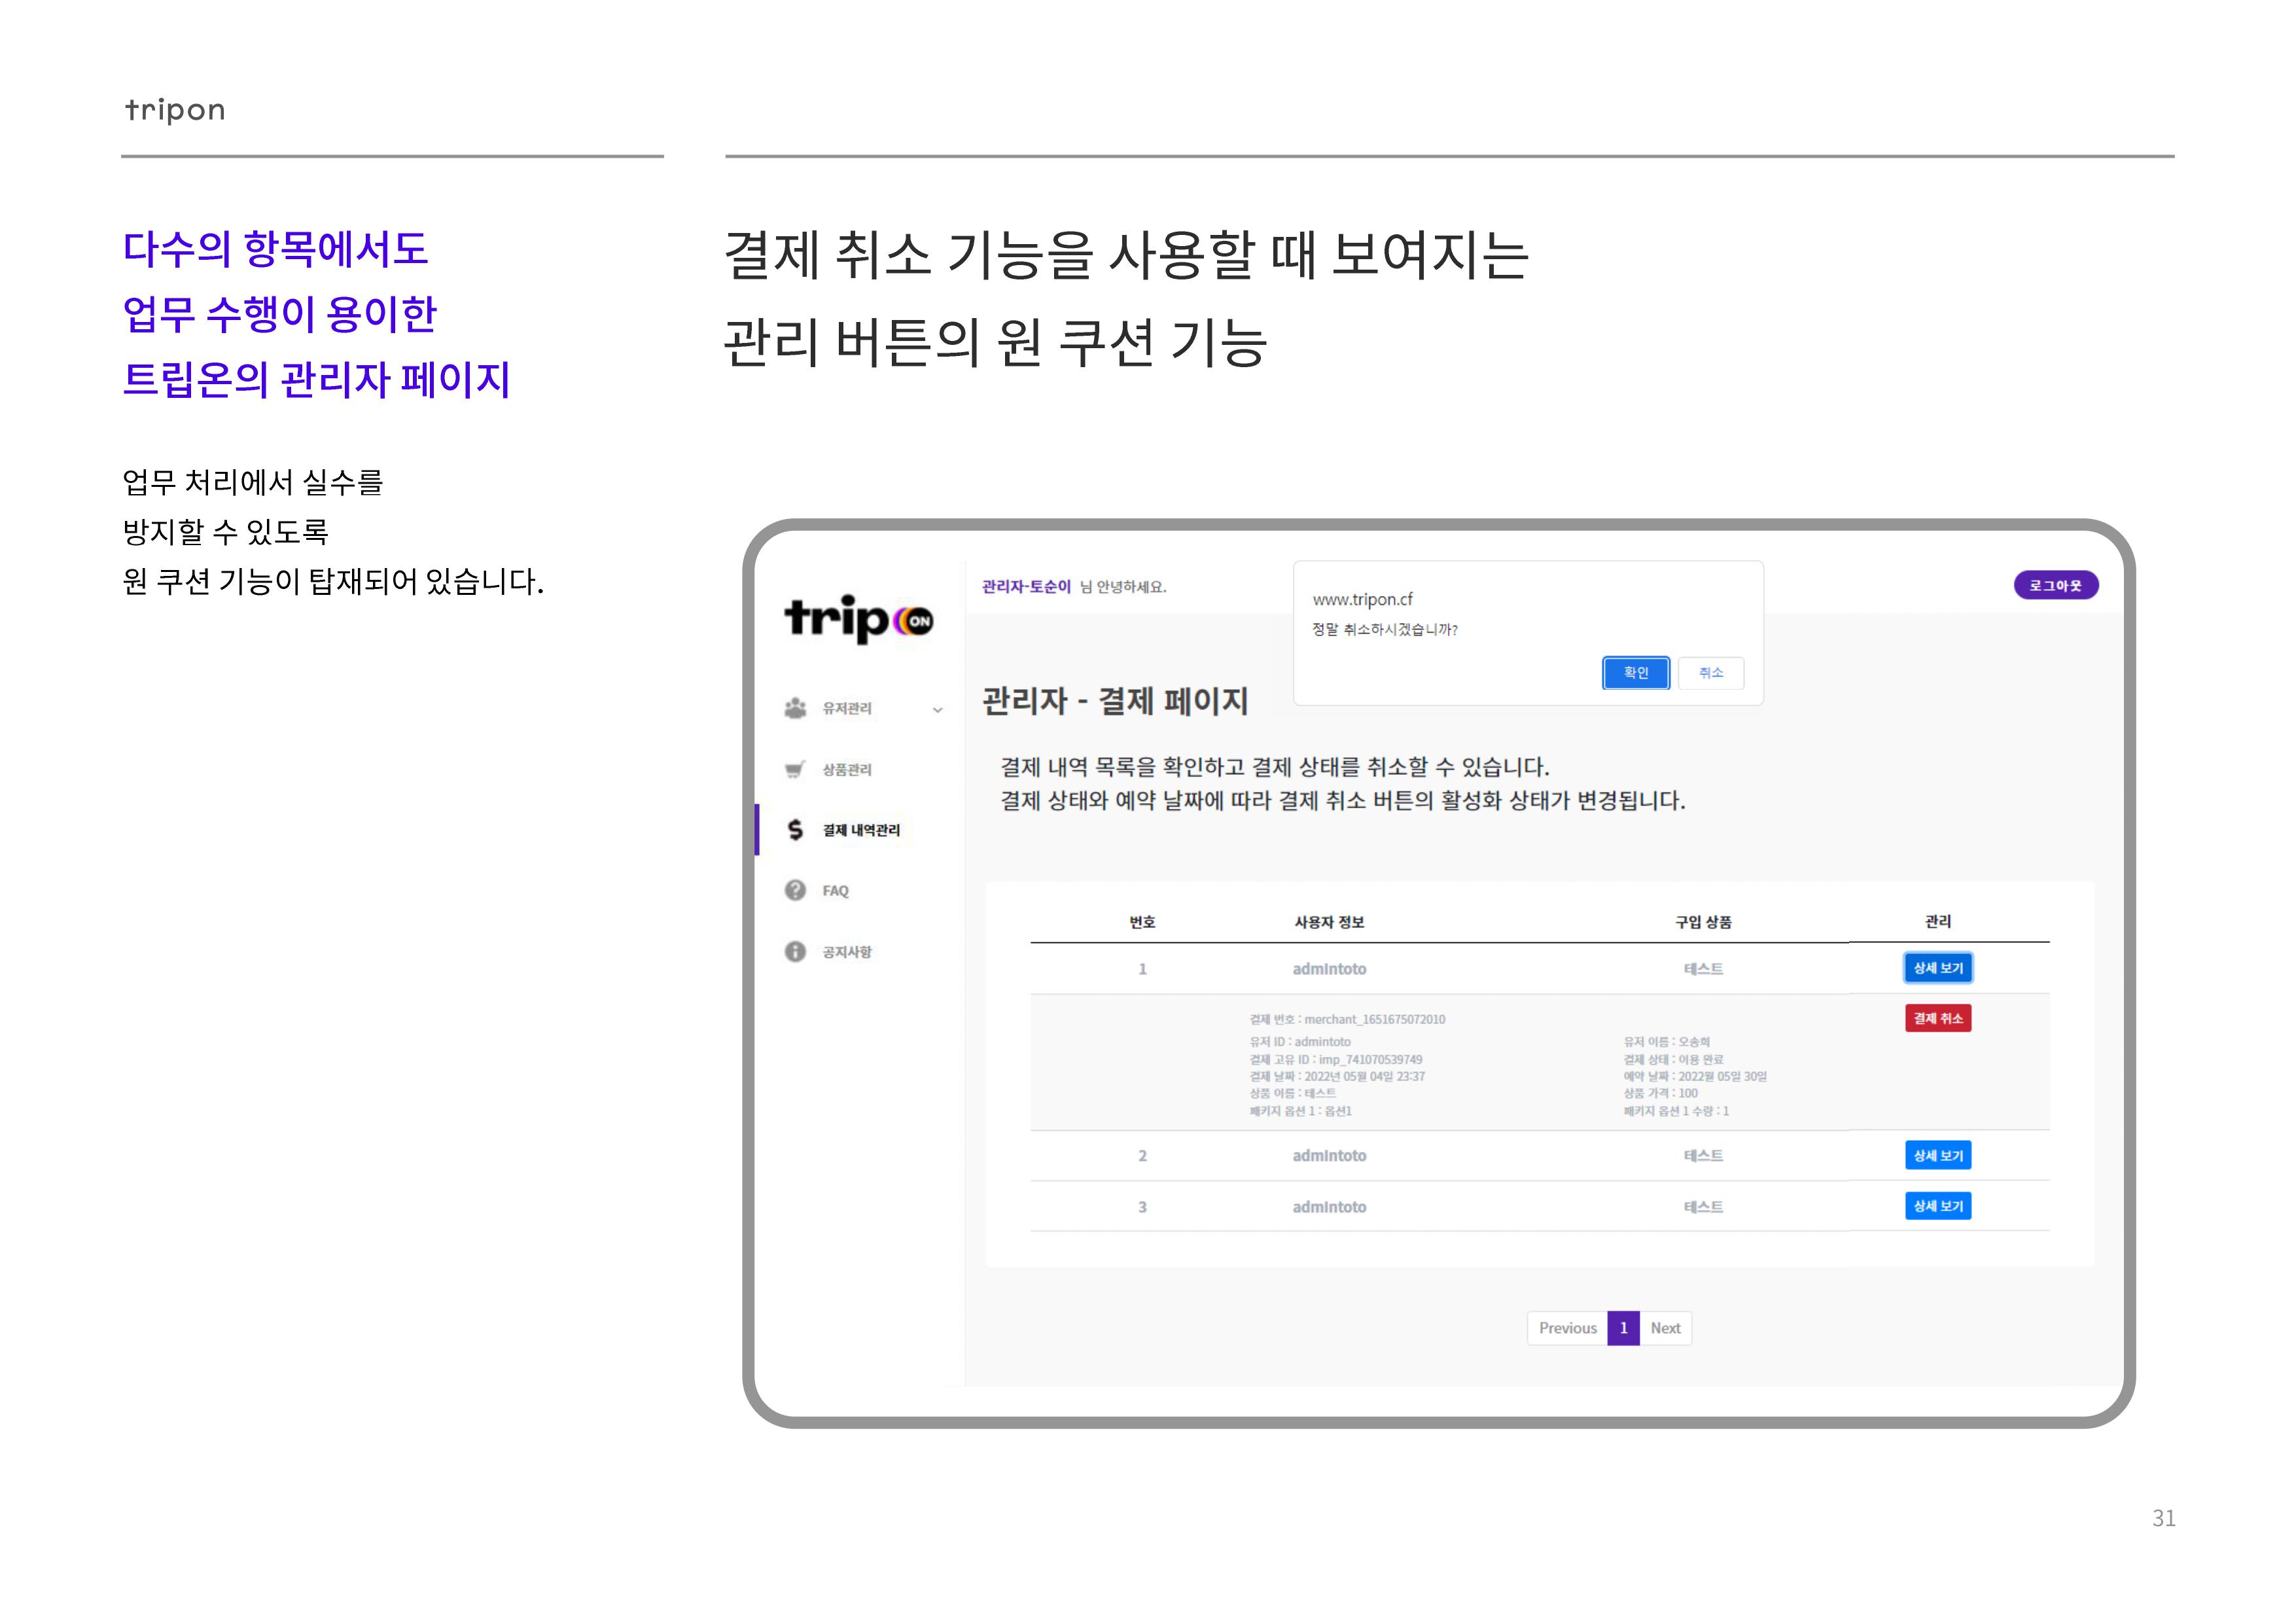 tripon
다수의 항목에서도
업무 수행이 용이한
트립온의 관리자 페이지
업무 처리에서 실수를
방지할 수 있도록
원 쿠션 기능이 탑재되어 있습니다.
결제 취소 기능을 사용할 때 보여지는
관리 버튼의 원 쿠션 기능
tripON
관리자-토순이 님 안녕하세요.
로그아웃
www.tripon.cf
정말 취소하시겠습니까?
확인 취소
유저관리
상품관리
결제 내역관리
FAQ
공지사항
관리자 - 결제 페이지
결제 내역 목록을 확인하고 결제 상태를 취소할 수 있습니다.
결제 상태와 예약 날짜에 따라 결제 취소 버튼의 활성화 상태가 변경됩니다.
번호 사용자 정보 구입 상품 관리
1 admintoto 테스트 상세 보기
결제 번호 : merchant_1651675072010 결제 취소
유저 ID : admintoto 유저 이름 : 오송희
결제 고유 ID : imp_741070539749 결제 상태 : 이용 완료
결제 날짜 : 2022년 05월 04일 23:37 예약 날짜 : 2022월 05일 30일
상품 이름 : 테스트 상품 가격 : 100
패키지 옵션 1 : 옵션1 패키지 옵션 1 수량 : 1
2 admintoto 테스트 상세 보기
3 admintoto 테스트 상세 보기
Previous 1 Next
31